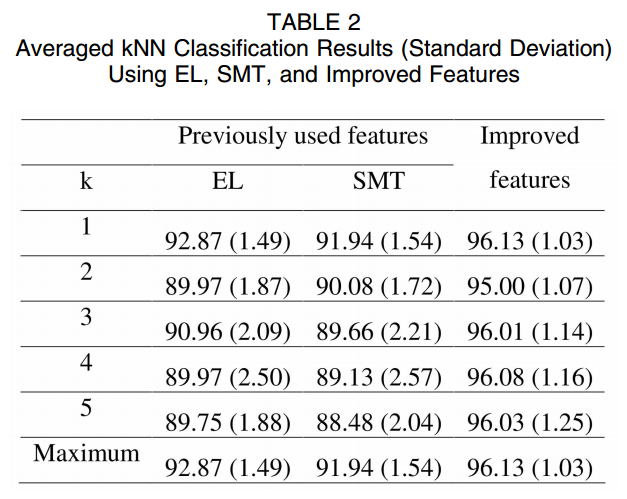 TABLE 2
Averaged kNN Classification Results (Standard Deviation)
Using EL, SMT, and Improved Features
Previously used features Improved
k EL SMT features
1 92.87 (1.49) 91.94 (1.54) 96.13 (1.03)
2 89.97 (1.87) 90.08 (1.72) 95.00 (1.07)
3 90.96 (2.09) 89.66 (2.21) 96.01 (1.14)
4 89.97 (2.50) 89.13 (2.57) 96.08 (1.16)
5 89.75 (1.88) 88.48 (2.04) 96.03 (1.25)
Maximum 92.87 (1.49) 91.94 (1.54) 96.13 (1.03)